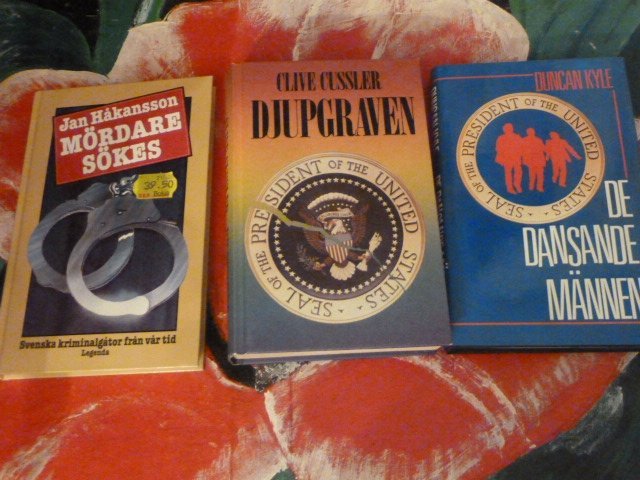 Jan Håkansson
MÖRDARE
SÖKES
39.50
Svenska kriminalgåtor från vår tid
Legenda
CLIVE CUSSLER
DJUPGRAVEN
SEAL OF THE PRESIDENT OF THE UNITED STATES
DUNCAN KYLE
SEAL OF THE PRESIDENT OF THE UNITED STATES
DE
DANSANDE
MÄNNEN